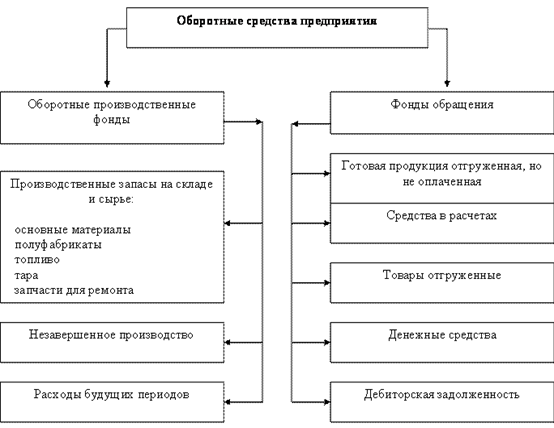 Оборотные средства предприятия
Оборотные производственные
фонды
Производственные запасы на складе
и сырье:
основные материалы
полуфабрикаты
топливо
тара
запчасти для ремонта
Незавершенное производство
Расходы будущих периодов
Фонды обращения
Готовая продукция отгруженная, но
не оплаченная
Средства в расчетах
Товары отгруженные
Денежные средства
Дебиторская задолженность